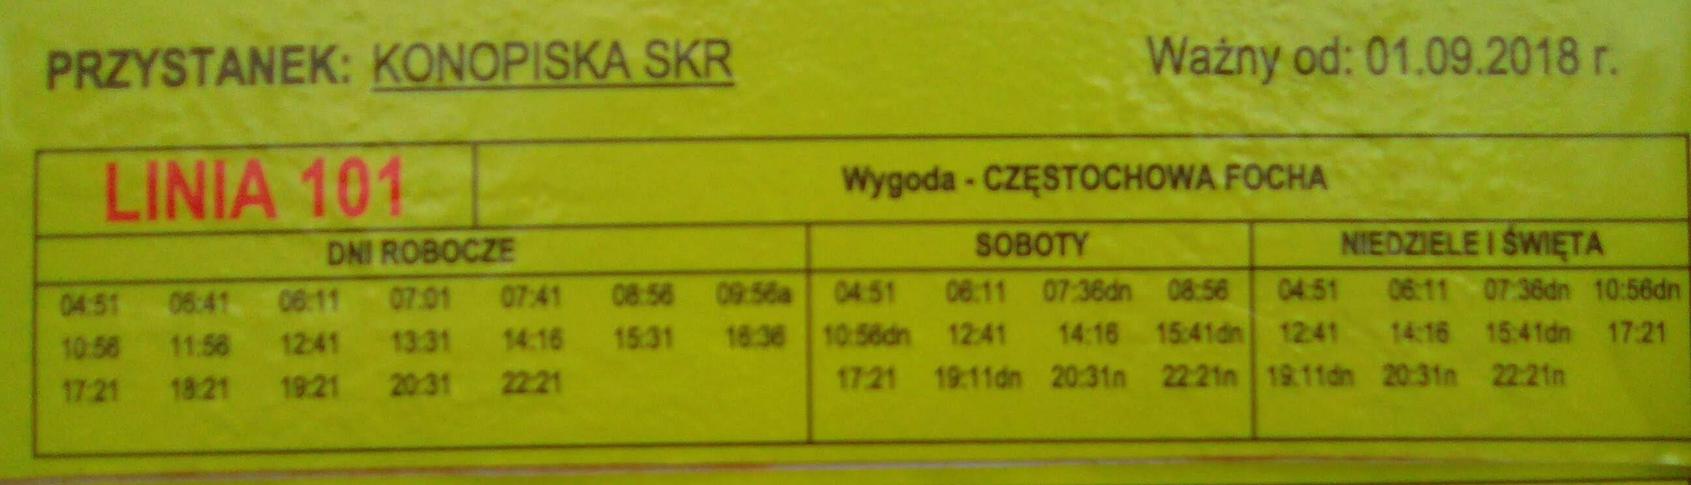 PRZYSTANEK: KONOPISKA SKR Ważny od: 01.09.2018 r.
LINIA 101 Wygoda - CZĘSTOCHOWA FOCHA
DNI ROBOCZE SOBOTY NIEDZIELE I ŚWIĘTA
04:51 06:41 06:11 07:01 07:41 08:56 09:56a 04:51 06:11 07:36dn 08:56 04:51 06:11 07:36dn 10:56dn
10:56 11:56 12:41 13:31 14:16 15:31 16:36 10:56dn 12:41 14:16 15:41dn 12:41 14:16 15:41dn 17:21
17:21 18:21 19:21 20:31 22:21 17:21 19:11dn 20:31n 22:21n 19:11dn 20:31n 22:21n